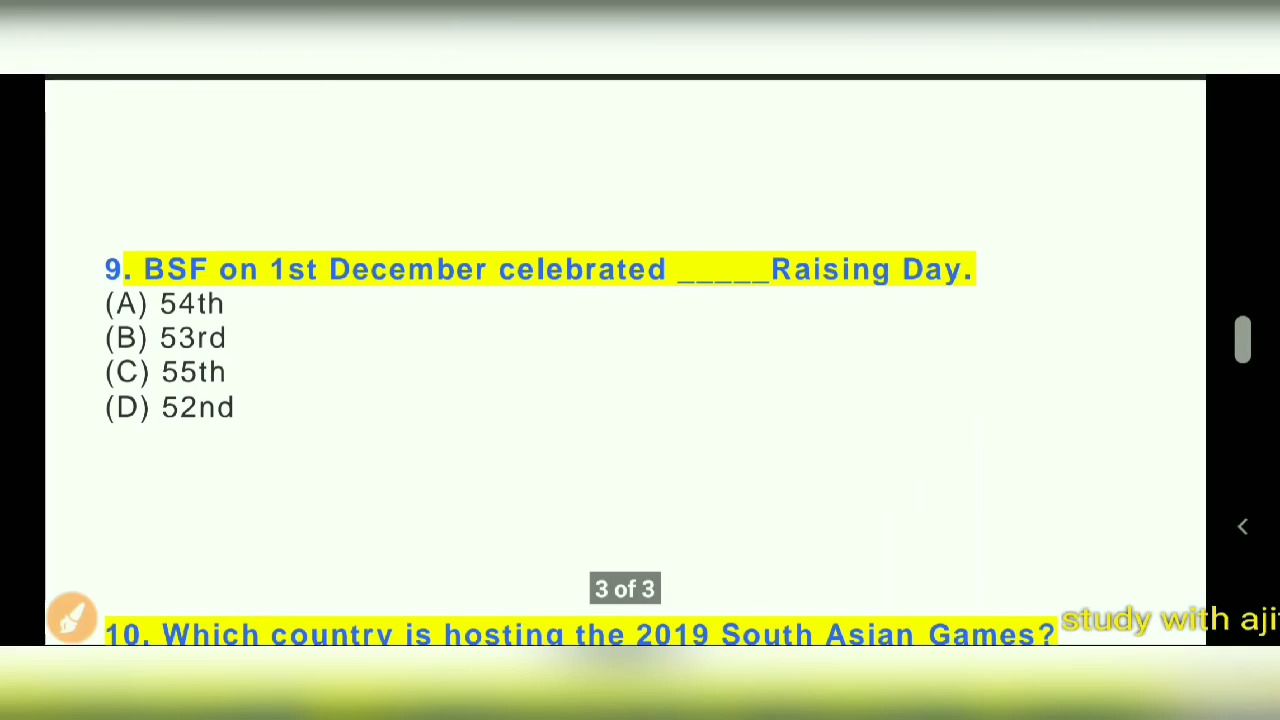 9. BSF on 1st December celebrated _____Raising Day.
(A) 54th
(B) 53rd
(C) 55th
(D) 52nd
3 of 3
10. Which country is hosting the 2019 South Asian Games?
study with aji